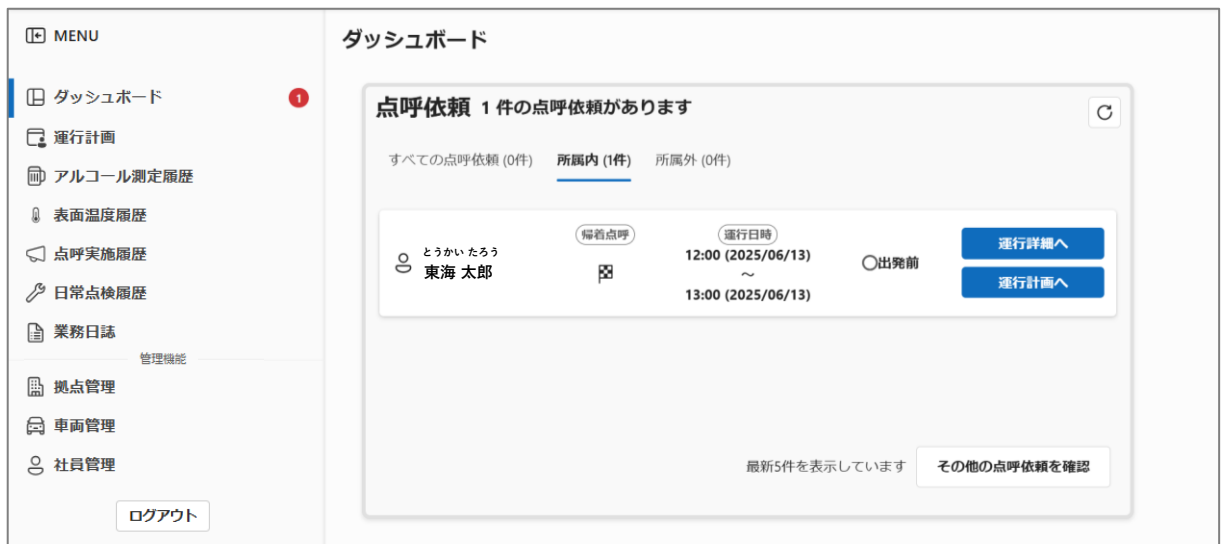 MENU
ダッシュボード
1
運行計画
アルコール測定履歴
表面温度履歴
点呼実施履歴
日常点検履歴
業務日誌
管理機能
拠点管理
車両管理
社員管理
ログアウト
ダッシュボード
点呼依頼 1 件の点呼依頼があります
すべての点呼依頼 (0件) 所属内 (1件) 所属外 (0件)
とうかい たろう
東海 太郎
帰着点呼
運行日時
12:00 (2025/06/13)
～
13:00 (2025/06/13)
〇出発前
運行詳細へ
運行計画へ
最新5件を表示しています
その他の点呼依頼を確認